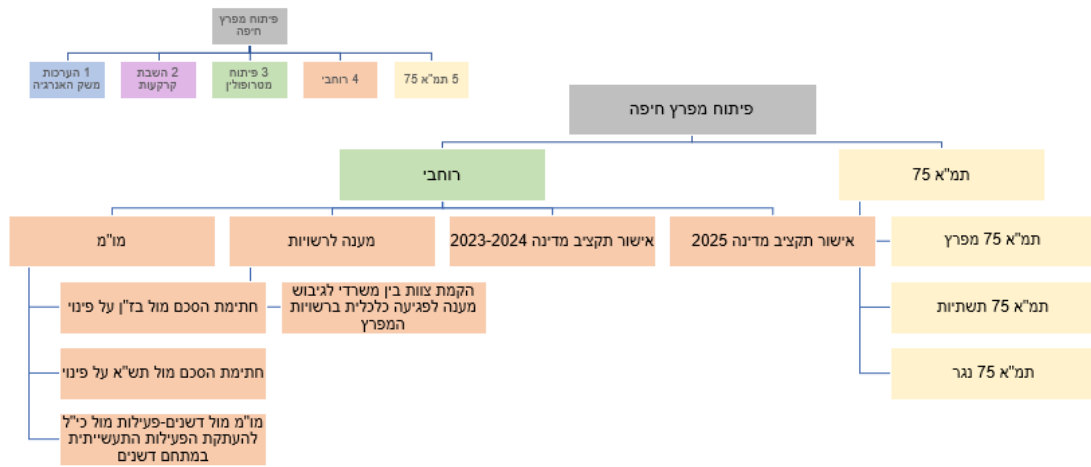 פיתוח מפרץ
חיפה
1 הערכות
משק האנרגיה
2 השבת
קרקעות
3 פיתוח
מטרופולין
4 רוחבי
5 תמ"א 75
פיתוח מפרץ חיפה
רוחבי
תמ"א 75
מו"מ
מענה לרשויות
אישור תקציב מדינה 2023-2024
אישור תקציב מדינה 2025
תמ"א 75 מפרץ
חתימת הסכם מול בז"ן על פינוי
הקמת צוות בין משרדי לגיבוש
מענה לפגיעה כלכלית ברשויות
המפרץ
תמ"א 75 תשתיות
חתימת הסכם מול תש"א על פינוי
תמ"א 75 נגר
מו"מ מול דשנים-פעילות מול כי"ל
להעתקת הפעילות התעשייתית
במתחם דשנים